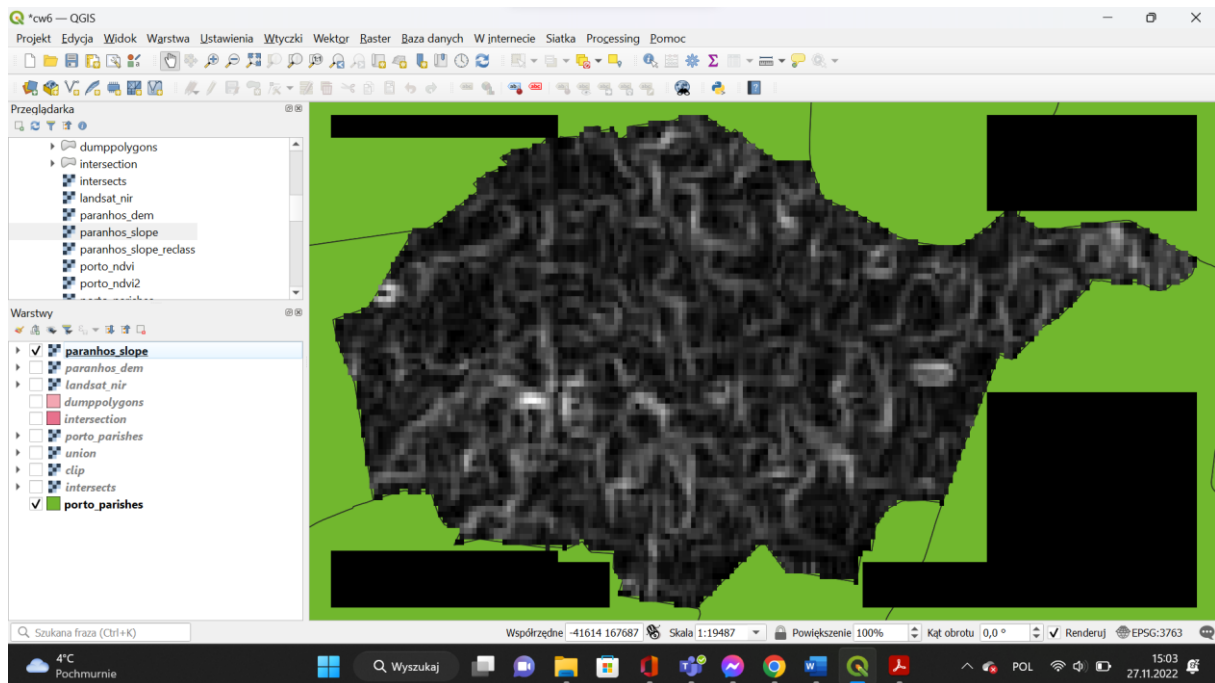 *cw6 — QGIS
Projekt Edycja Widok Warstwa Ustawienia Wtyczki Wektor Raster Baza danych W internecie Siatka Processing Pomoc
Przeglądarka
dumppolygons
intersection
intersects
landsat_nir
paranhos_dem
paranhos_slope
paranhos_slope_reclass
porto_ndvi
porto_ndvi2
Warstwy
paranhos_slope
paranhos_dem
landsat_nir
dumppolygons
intersection
porto_parishes
union
clip
intersects
porto_parishes
Szukana fraza (Ctrl+K)
Współrzędne -41614 167687 Skala 1:19487 Powiększenie 100% Kąt obrotu 0,0 ° Renderuj EPSG:3763
4°C
Pochmurnie
Q Wyszukaj
POL
15:03
27.11.2022